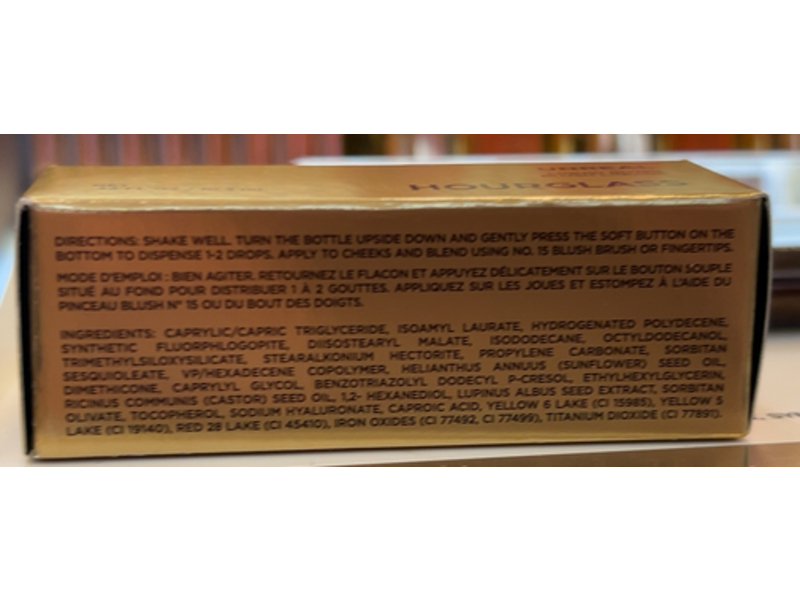 UNREAL
HOURGLASS
DIRECTIONS: SHAKE WELL. TURN THE BOTTLE UPSIDE DOWN AND GENTLY PRESS THE SOFT BUTTON ON THE
BOTTOM TO DISPENSE 1-2 DROPS. APPLY TO CHEEKS AND BLEND USING NO. 15 BLUSH BRUSH OR FINGERTIPS.
MODE D'EMPLOI : BIEN AGITER. RETOURNEZ LE FLACON ET APPUYEZ DÉLICATEMENT SUR LE BOUTON SOUPLE
SITUÉ AU FOND POUR DISTRIBUER 1 À 2 GOUTTES. APPLIQUEZ SUR LES JOUES ET ESTOMPEZ À L'AIDE DU
PINCEAU BLUSH N° 15 OU DU BOUT DES DOIGTS.
INGREDIENTS: CAPRYLIC/CAPRIC TRIGLYCERIDE, ISOAMYL LAURATE, HYDROGENATED POLYDECENE,
SYNTHETIC FLUORPHLOGOPITE, DIISOSTEARYL MALATE, ISODODECANE, OCTYLDODECANOL,
TRIMETHYLSILOXYSILICATE, STEARALKONIUM HECTORITE, PROPYLENE CARBONATE, SORBITAN
SESQUIOLEATE, VP/HEXADECENE COPOLYMER, HELIANTHUS ANNUUS (SUNFLOWER) SEED OIL,
DIMETHICONE, CAPRYLYL GLYCOL, BENZOTRIAZOLYL DODECYL P-CRESOL, ETHYLHEXYLGLYCERIN,
RICINUS COMMUNIS (CASTOR) SEED OIL, 1,2- HEXANEDIOL, LUPINUS ALBUS SEED EXTRACT, SORBITAN
OLIVATE, TOCOPHEROL, SODIUM HYALURONATE, CAPROIC ACID, YELLOW 6 LAKE (CI 15985), YELLOW 5
LAKE (CI 19140), RED 28 LAKE (CI 45410), IRON OXIDES (CI 77492, CI 77499), TITANIUM DIOXIDE (CI 77891).